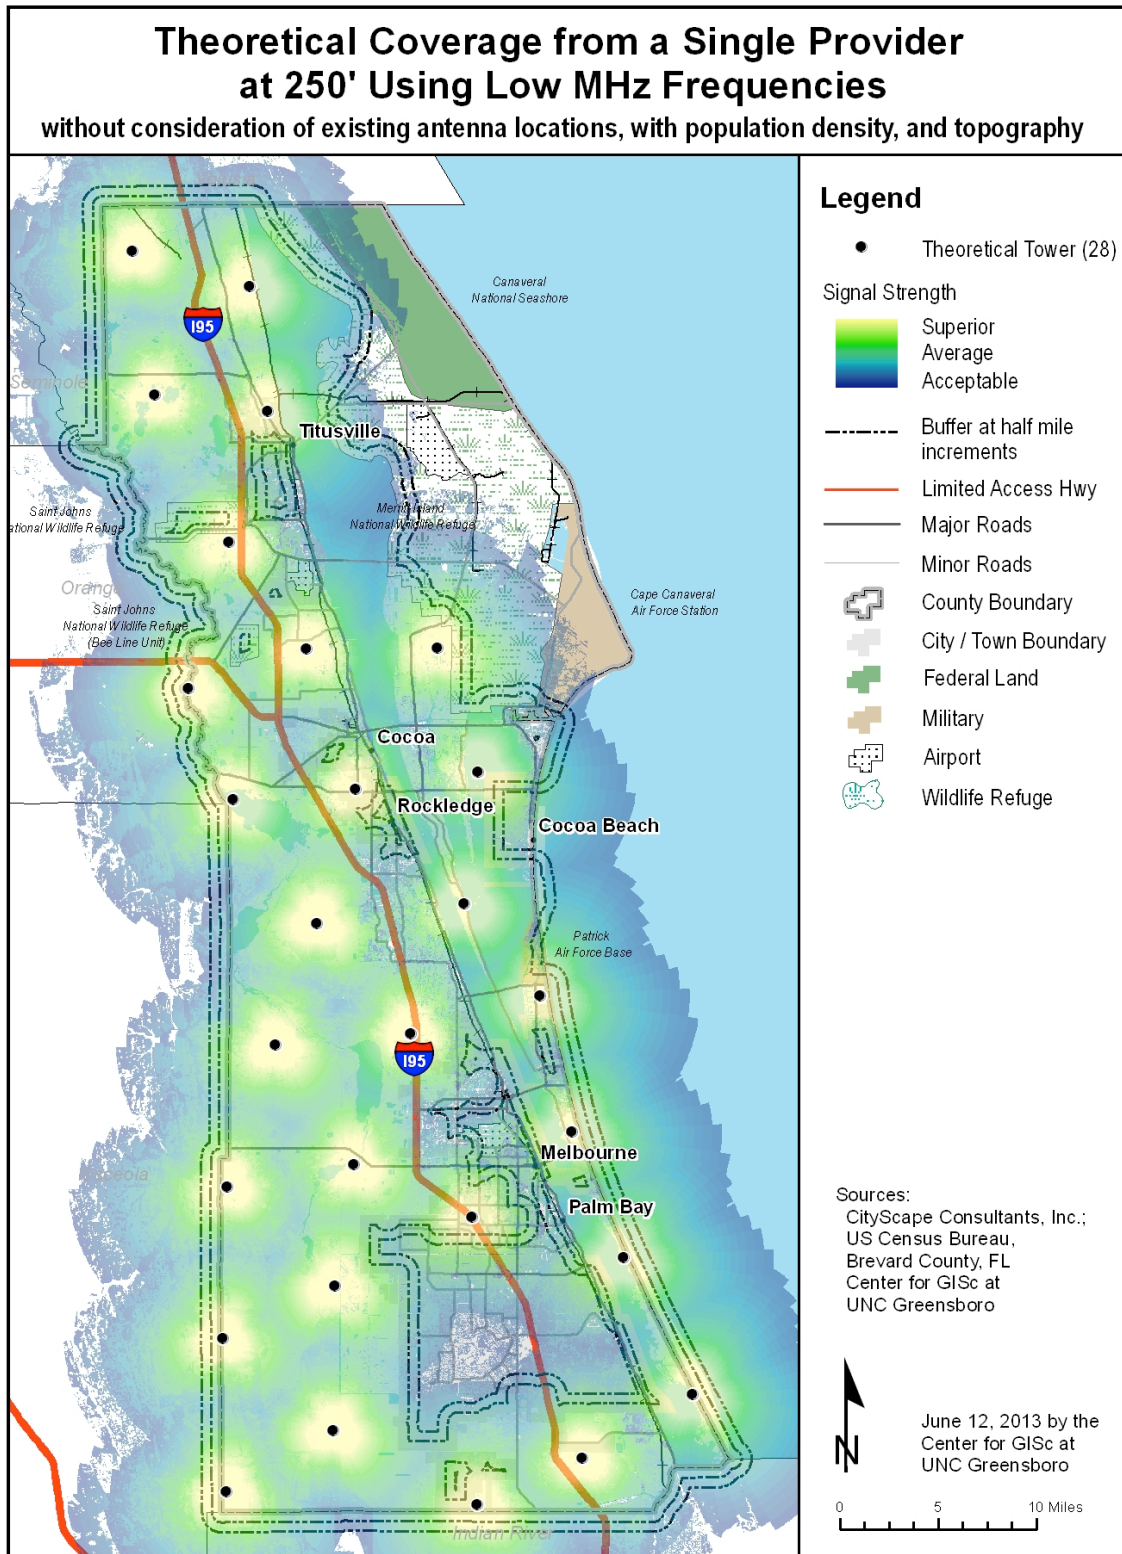 Theoretical Coverage from a Single Provider
at 250' Using Low MHz Frequencies
without consideration of existing antenna locations, with population density, and topography
Canaveral
National Seashore
I95
Seminole
Titusville
Saint Johns
National Wildlife Refuge
Merritt Island
National Wildlife Refuge
Orange
Saint Johns
National Wildlife Refuge
(Bee Line Unit)
Cape Canaveral
Air Force Station
Cocoa
Rockledge
Cocoa Beach
Patrick
Air Force Base
I95
Melbourne
Osceola
Palm Bay
Indian River
Legend
Theoretical Tower (28)
Signal Strength
Superior
Average
Acceptable
Buffer at half mile
increments
Limited Access Hwy
Major Roads
Minor Roads
County Boundary
City / Town Boundary
Federal Land
Military
Airport
Wildlife Refuge
Sources:
CityScape Consultants, Inc.;
US Census Bureau,
Brevard County, FL
Center for GISc at
UNC Greensboro
N
June 12, 2013 by the
Center for GISc at
UNC Greensboro
0 5 10 Miles